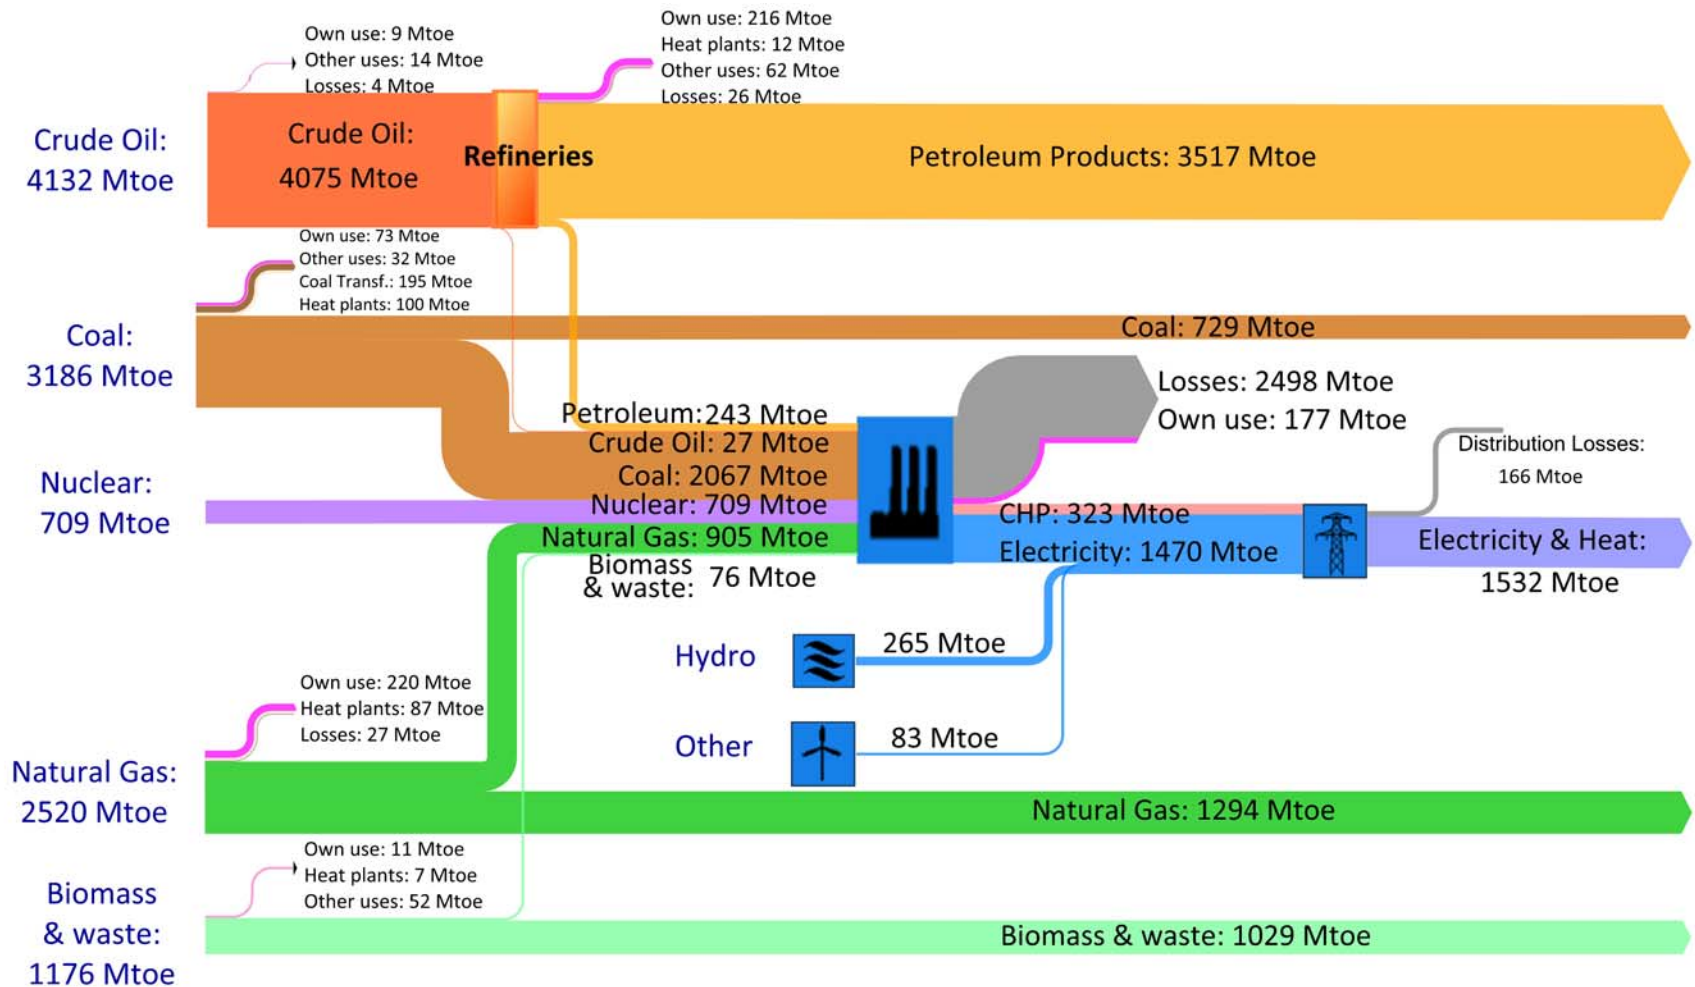 Own use: 9 Mtoe
Other uses: 14 Mtoe
Losses: 4 Mtoe
Own use: 216 Mtoe
Heat plants: 12 Mtoe
Other uses: 62 Mtoe
Losses: 26 Mtoe
Crude Oil:
4132 Mtoe
Crude Oil:
4075 Mtoe
Refineries
Petroleum Products: 3517 Mtoe
Own use: 73 Mtoe
Other uses: 32 Mtoe
Coal Transf.: 195 Mtoe
Heat plants: 100 Mtoe
Coal:
3186 Mtoe
Coal: 729 Mtoe
Losses: 2498 Mtoe
Own use: 177 Mtoe
Petroleum: 243 Mtoe
Crude Oil: 27 Mtoe
Coal: 2067 Mtoe
Nuclear: 709 Mtoe
Natural Gas: 905 Mtoe
Biomass
& waste: 76 Mtoe
Nuclear:
709 Mtoe
Distribution Losses:
166 Mtoe
CHP: 323 Mtoe
Electricity: 1470 Mtoe
Electricity & Heat:
1532 Mtoe
Hydro
265 Mtoe
Other
83 Mtoe
Own use: 220 Mtoe
Heat plants: 87 Mtoe
Losses: 27 Mtoe
Natural Gas:
2520 Mtoe
Natural Gas: 1294 Mtoe
Own use: 11 Mtoe
Heat plants: 7 Mtoe
Other uses: 52 Mtoe
Biomass
& waste:
1176 Mtoe
Biomass & waste: 1029 Mtoe